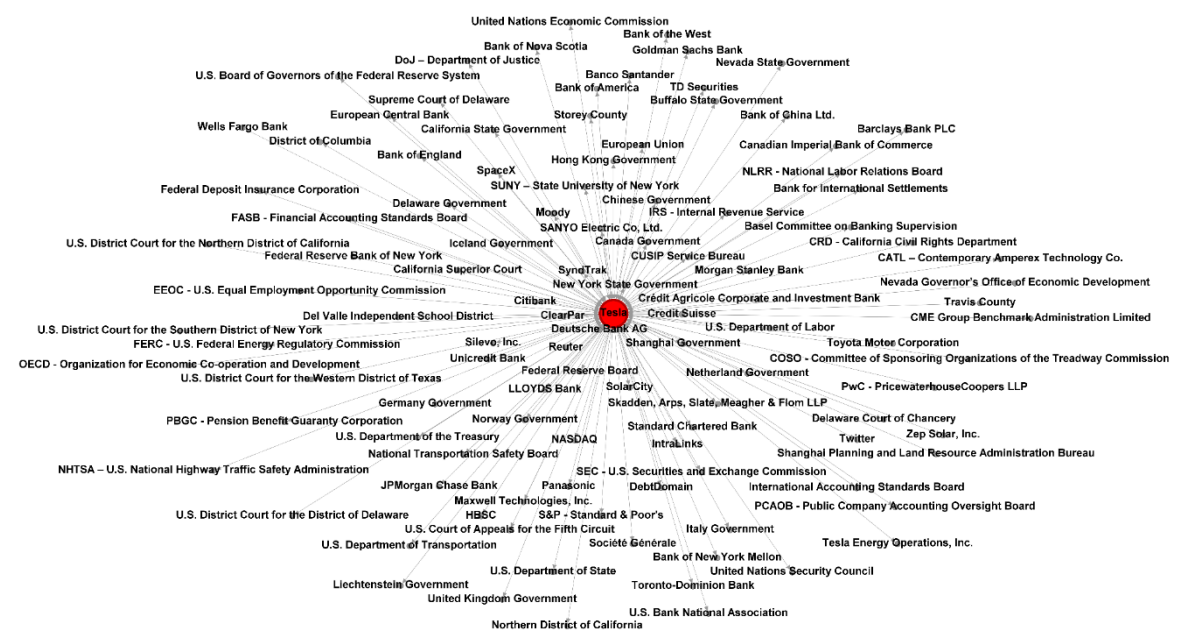 United Nations Economic Commission
Bank of the West
Bank of Nova Scotia
Goldman Sachs Bank
DoJ – Department of Justice
Nevada State Government
U.S. Board of Governors of the Federal Reserve System
Banco Santander
Bank of America
TD Securities
Supreme Court of Delaware
Buffalo State Government
European Central Bank
Storey County
Bank of China Ltd.
Wells Fargo Bank
California State Government
Barclays Bank PLC
District of Columbia
European Union
Canadian Imperial Bank of Commerce
Bank of England
Hong Kong Government
SpaceX
NLRR - National Labor Relations Board
Federal Deposit Insurance Corporation
SUNY – State University of New York
Bank for International Settlements
Delaware Government
Chinese Government
FASB - Financial Accounting Standards Board
Moody
IRS - Internal Revenue Service
SANYO Electric Co, Ltd.
Basel Committee on Banking Supervision
U.S. District Court for the Northern District of California
Iceland Government
Canada Government
CRD - California Civil Rights Department
Federal Reserve Bank of New York
CUSIP Service Bureau
CATL – Contemporary Amperex Technology Co.
California Superior Court
SyndTrak
Morgan Stanley Bank
New York State Government
Nevada Governor's Office of Economic Development
EEOC - U.S. Equal Employment Opportunity Commission
Citibank
Crédit Agricole Corporate and Investment Bank
Travis County
Del Valle Independent School District
ClearPar
Tesla
Credit Suisse
CME Group Benchmark Administration Limited
U.S. District Court for the Southern District of New York
Deutsche Bank AG
U.S. Department of Labor
FERC - U.S. Federal Energy Regulatory Commission
Silevo, Inc.
Reuter
Shanghai Government
Toyota Motor Corporation
OECD - Organization for Economic Co-operation and Development
Unicredit Bank
COSO - Committee of Sponsoring Organizations of the Treadway Commission
U.S. District Court for the Western District of Texas
Federal Reserve Board
Netherland Government
LLOYDS Bank
SolarCity
PwC - PricewaterhouseCoopers LLP
Germany Government
Skadden, Arps, Slate, Meagher & Flom LLP
PBGC - Pension Benefit Guaranty Corporation
Norway Government
Standard Chartered Bank
Delaware Court of Chancery
U.S. Department of the Treasury
NASDAQ
IntraLinks
Twitter
Zep Solar, Inc.
National Transportation Safety Board
Shanghai Planning and Land Resource Administration Bureau
NHTSA – U.S. National Highway Traffic Safety Administration
SEC - U.S. Securities and Exchange Commission
JPMorgan Chase Bank
Panasonic
DebtDomain
International Accounting Standards Board
Maxwell Technologies, Inc.
PCAOB - Public Company Accounting Oversight Board
U.S. District Court for the District of Delaware
HBSC
S&P - Standard & Poor's
U.S. Court of Appeals for the Fifth Circuit
Italy Government
U.S. Department of Transportation
Société Générale
Tesla Energy Operations, Inc.
Bank of New York Mellon
U.S. Department of State
United Nations Security Council
Liechtenstein Government
Toronto-Dominion Bank
United Kingdom Government
U.S. Bank National Association
Northern District of California